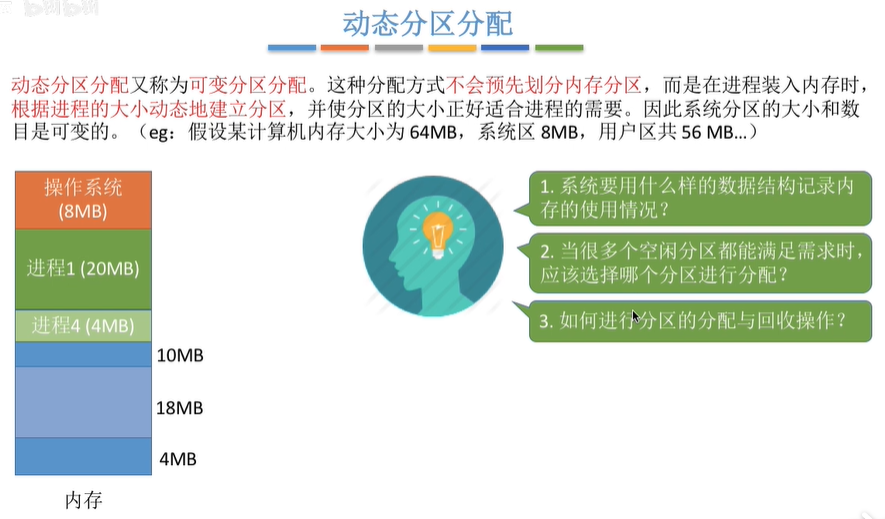 动态分区分配
动态分区分配又称为可变分区分配。这种分配方式不会预先划分内存分区，而是在进程装入内存时，
根据进程的大小动态地建立分区，并使分区的大小正好适合进程的需要。因此系统分区的大小和数
目是可变的。（eg：假设某计算机内存大小为 64MB，系统区 8MB，用户区共 56 MB…）
操作系统
(8MB)
进程1 (20MB)
进程4 (4MB)
10MB
18MB
4MB
内存
1. 系统要用什么样的数据结构记录内
存的使用情况？
2. 当很多个空闲分区都能满足需求时，
应该选择哪个分区进行分配？
3. 如何进行分区的分配与回收操作？